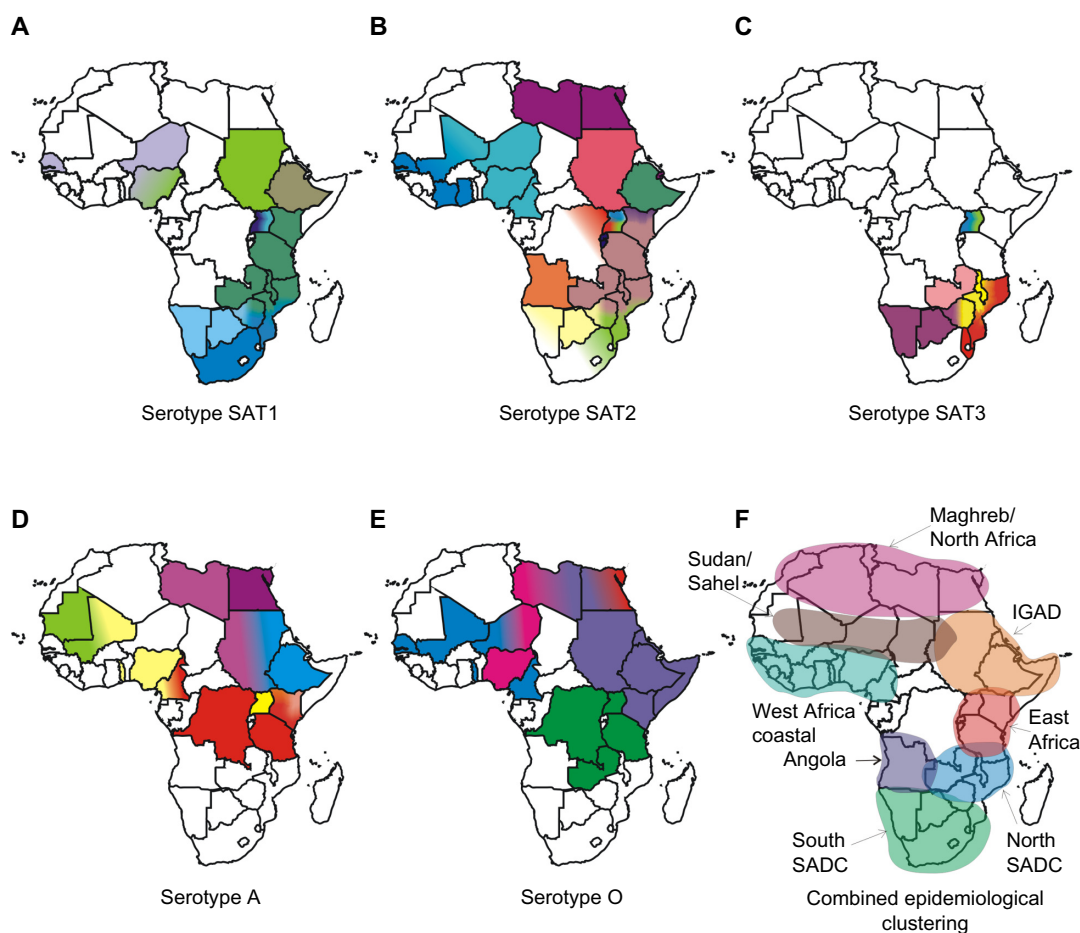 A
B
C
Serotype SAT1
Serotype SAT2
Serotype SAT3
D
E
F
Maghreb/
North Africa
Sudan/
Sahel
IGAD
West Africa
coastal
East
Africa
Angola
South
SADC
North
SADC
Serotype A
Serotype O
Combined epidemiological
clustering